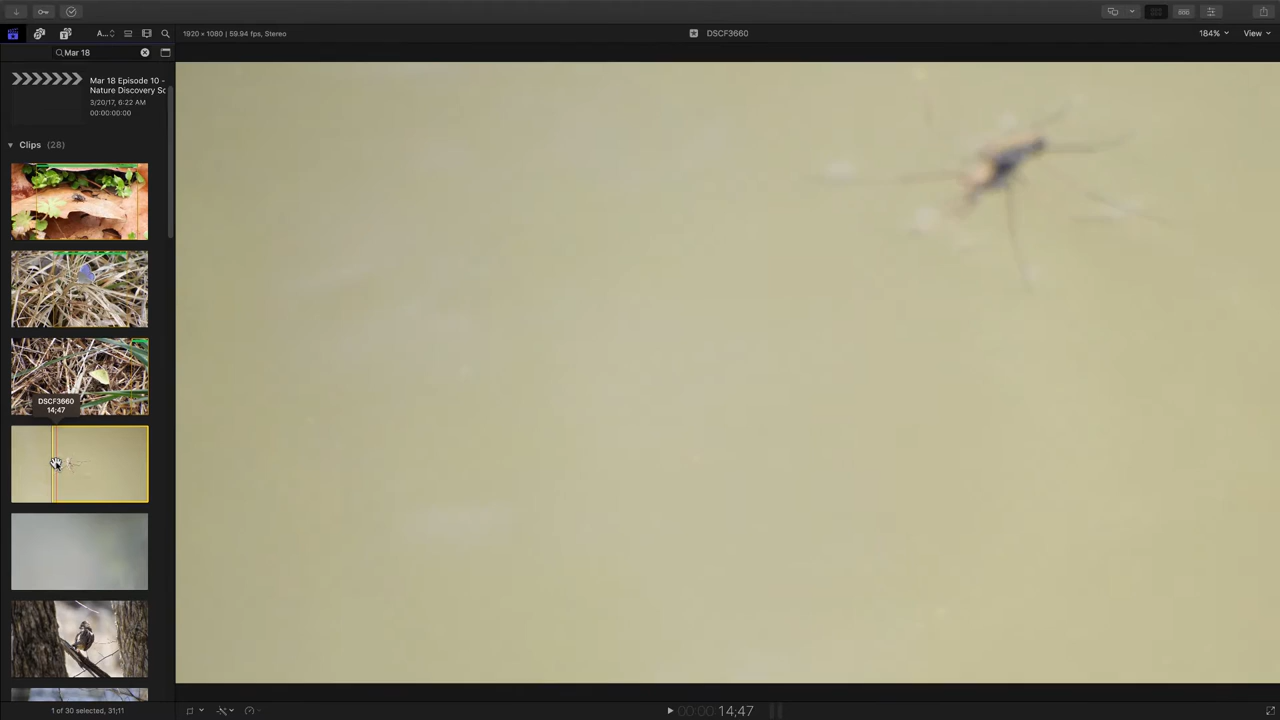 1920 × 1080 | 59.94 fps, Stereo
DSCF3660
184%
View
Mar 18
Mar 18 Episode 10 -
Nature Discovery Sc
3/20/17, 6:22 AM
00:00:00:00
Clips (28)
DSCF3660
14;47
1 of 30 selected, 31;11
00:00:14;47